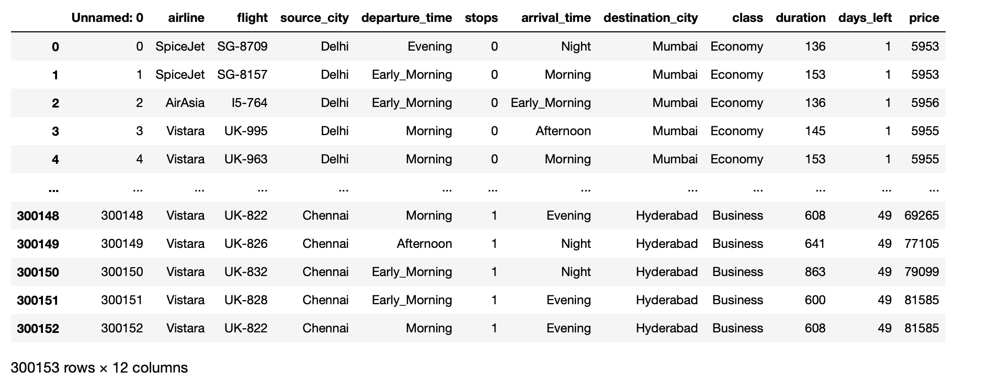 Unnamed: 0 airline flight source_city departure_time stops arrival_time destination_city class duration days_left price
0 0 SpiceJet SG-8709 Delhi Evening 0 Night Mumbai Economy 136 1 5953
1 1 SpiceJet SG-8157 Delhi Early_Morning 0 Morning Mumbai Economy 153 1 5953
2 2 AirAsia I5-764 Delhi Early_Morning 0 Early_Morning Mumbai Economy 136 1 5956
3 3 Vistara UK-995 Delhi Morning 0 Afternoon Mumbai Economy 145 1 5955
4 4 Vistara UK-963 Delhi Morning 0 Morning Mumbai Economy 153 1 5955
... ... ... ... ... ... ... ... ... ... ... ... ...
300148 300148 Vistara UK-822 Chennai Morning 1 Evening Hyderabad Business 608 49 69265
300149 300149 Vistara UK-826 Chennai Afternoon 1 Night Hyderabad Business 641 49 77105
300150 300150 Vistara UK-832 Chennai Early_Morning 1 Night Hyderabad Business 863 49 79099
300151 300151 Vistara UK-828 Chennai Early_Morning 1 Evening Hyderabad Business 600 49 81585
300152 300152 Vistara UK-822 Chennai Morning 1 Evening Hyderabad Business 608 49 81585
300153 rows × 12 columns